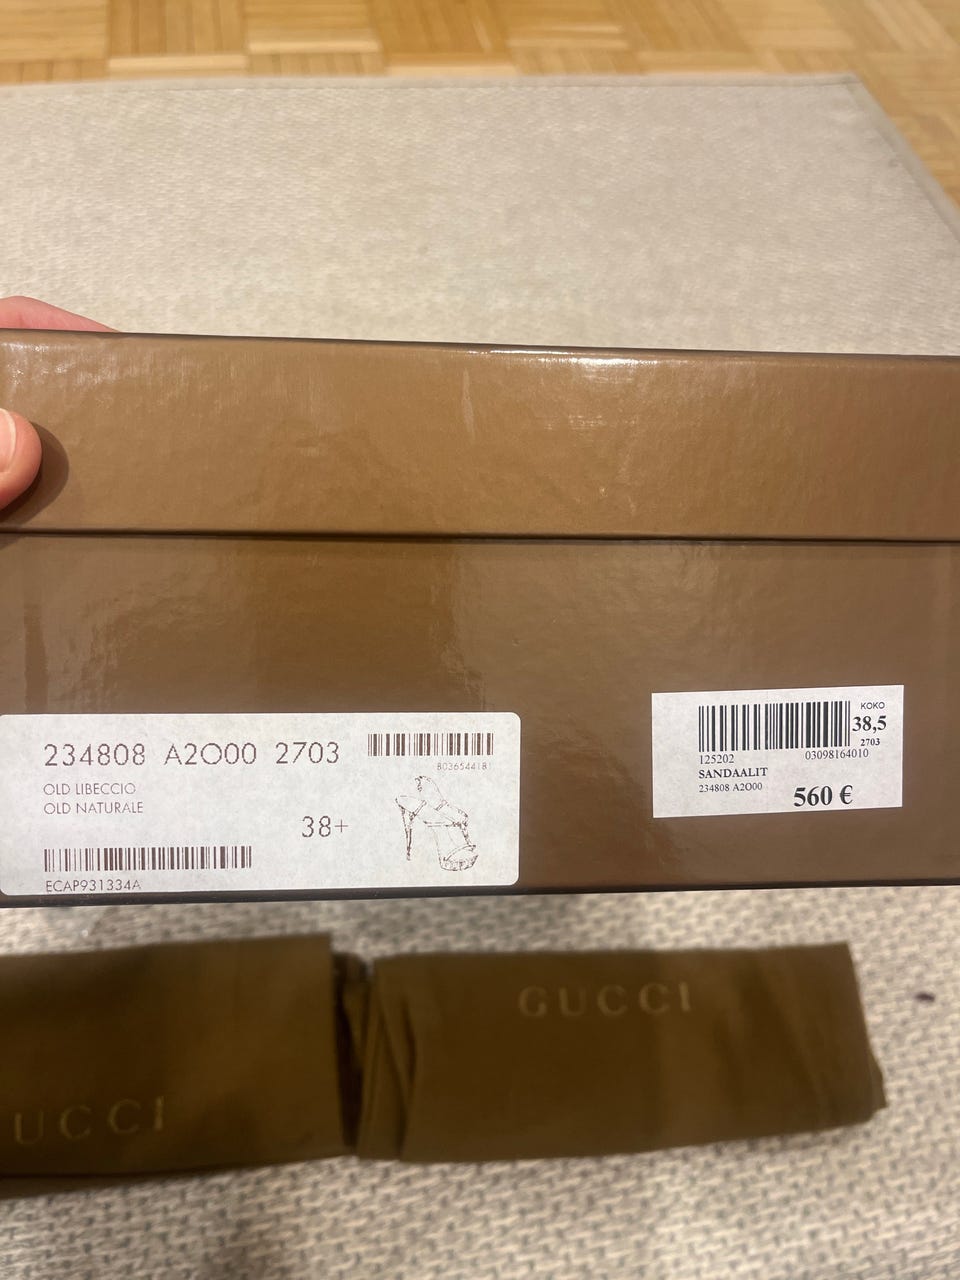 234808 A2O00 2703
8036544181
OLD LIBECCIO
OLD NATURALE
38+
ECAP931334A
KOKO
38,5
2703
125202
03098164010
SANDAALIT
234808 A2O00
560 €
GUCCI
UCCI